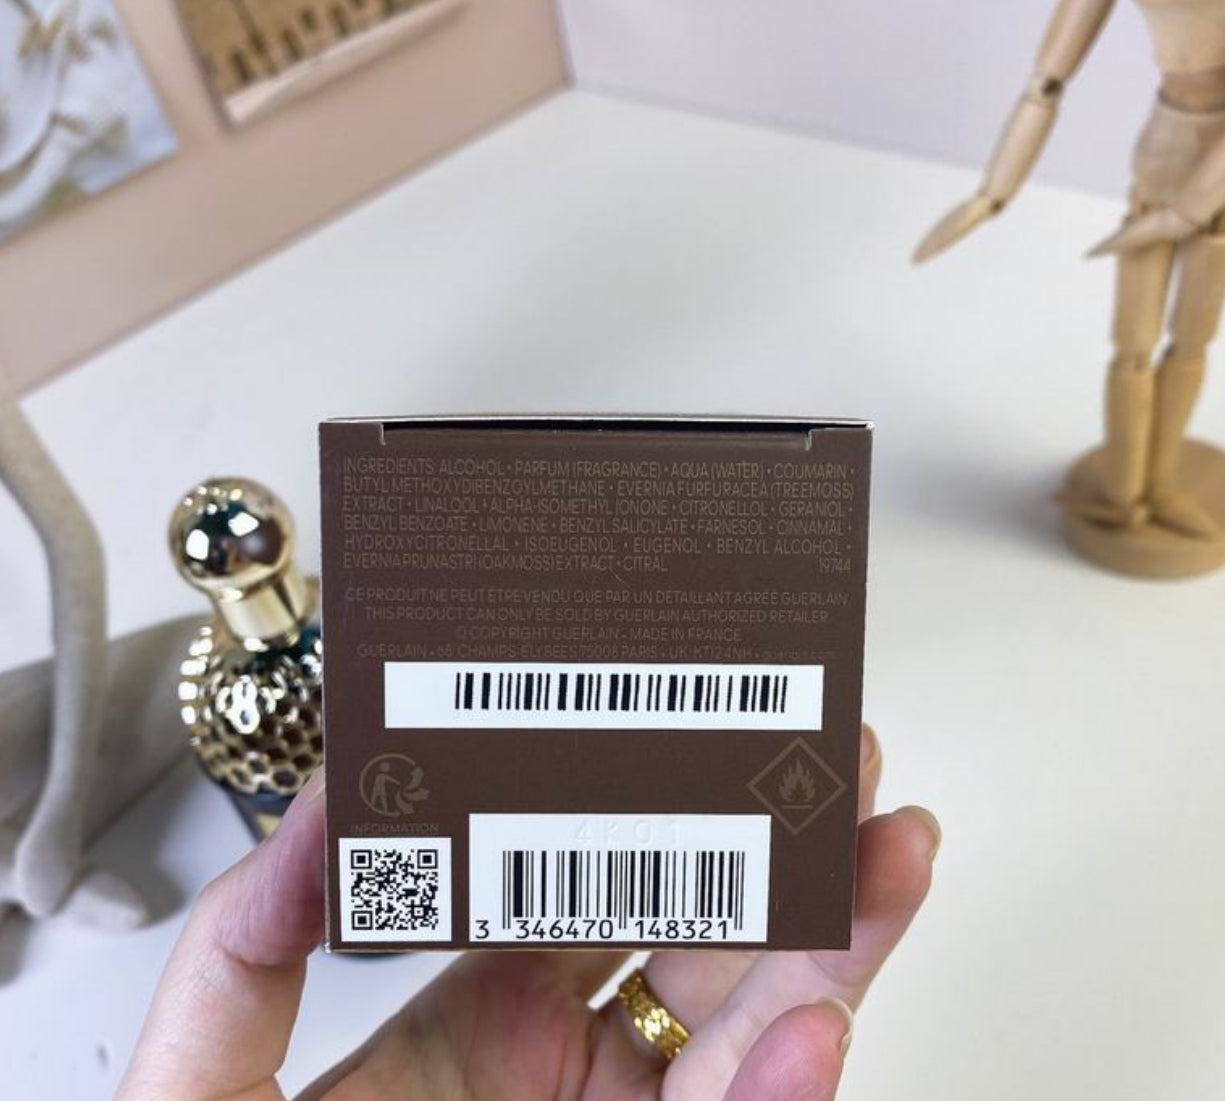 INGREDIENTS ALCOHOL • PARFUM (FRAGRANCE) • AQUA (WATER) • COUMARIN •
BUTYL METHOXYDIBENZOYLMETHANE • EVERNIA FURFURACEA (TREEMOSS)
EXTRACT • LINALOOL • ALPHA-ISOMETHYL IONONE • CITRONELLOL • GERANIOL •
BENZYL BENZOATE • LIMONENE • BENZYL SALICYLATE • FARNESOL • CINNAMAL •
HYDROXYCITRONELLAL • ISOEUGENOL • EUGENOL • BENZYL ALCOHOL •
EVERNIA PRUNASTRI (OAKMOSS) EXTRACT • CITRAL 19744
CE PRODUIT NE PEUT ÊTRE VENDU QUE PAR UN DÉTAILLANT AGRÉÉ GUERLAIN
THIS PRODUCT CAN ONLY BE SOLD BY GUERLAIN AUTHORIZED RETAILER
© COPYRIGHT GUERLAIN - MADE IN FRANCE
GUERLAIN • 68 CHAMPS-ELYSEES 75008 PARIS • UK: KT12 4NH •
INFORMATION
4K01
3 346470 148321